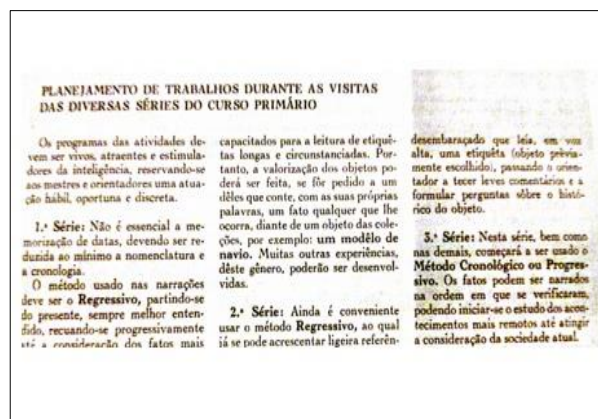 PLANEJAMENTO DE TRABALHOS DURANTE AS VISITAS
DAS DIVERSAS SÉRIES DO CURSO PRIMÁRIO
Os programas das atividades de-
vem ser vivos, atraentes e estimula-
dores da inteligência, reservando-se
aos mestres e orientadores uma atua-
ção hábil, oportuna e discreta.
1.ª Série: Não é essencial a me-
morização de datas, devendo ser re-
duzida ao mínimo a nomenclatura e
a cronologia.
O método usado nas narrações
deve ser o Regressivo, partindo-se
do presente, sempre melhor enten-
dido, recuando-se progressivamente
até a consideração dos fatos mais
capacitados para a leitura de etiquê-
tas longas e circunstanciadas. Por-
tanto, a valorização dos objetos po-
derá ser feita, se fôr pedido a um
dêles que conte, com as suas próprias
palavras, um fato qualquer que lhe
ocorra, diante de um objeto das cole-
ções, por exemplo: um modêlo de
navio. Muitas outras experiências,
dêste gênero, poderão ser desenvol-
vidas.
2.ª Série: Ainda é conveniente
usar o método Regressivo, ao qual
já se pode acrescentar ligeira referên-
desembaraçado que leia, em voz
alta, uma etiquêta (objeto prèvia-
mente escolhido), passando o orien-
tador a tecer leves comentários e a
formular perguntas sôbre o histó-
rico do objeto.
3.ª Série: Nesta série, bem como
nas demais, começará a ser usado o
Método Cronológico ou Progres-
sivo. Os fatos podem ser narrados
na ordem em que se verificaram,
podendo iniciar-se o estudo dos acon-
tecimentos mais remotos até atingir
a consideração da sociedade atual.